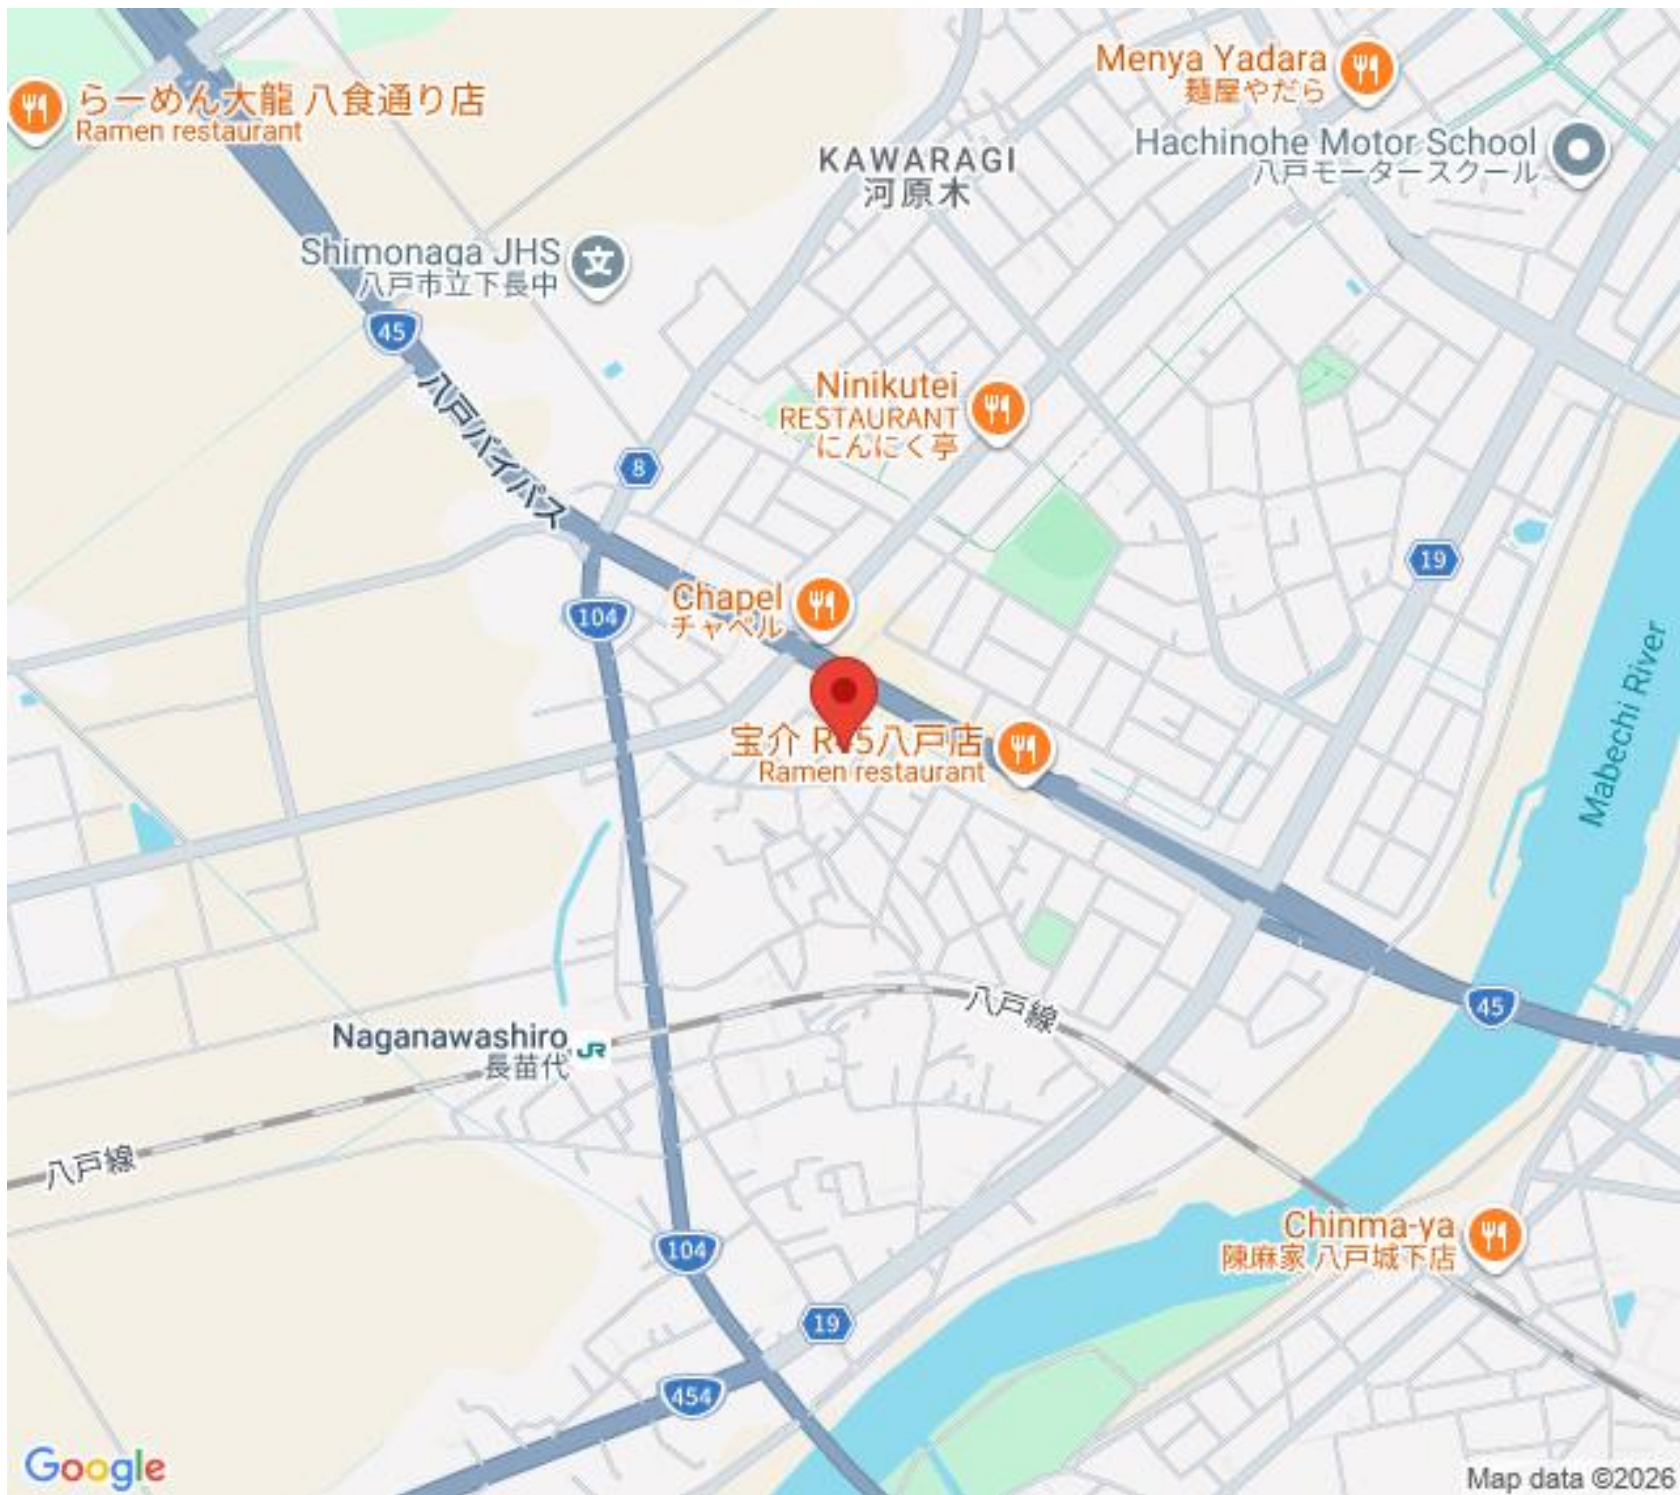 らーめん大龍 八食通り店
Ramen restaurant
Menya Yadara
麺屋やだら
Hachinohe Motor School
八戸モータースクール
KAWARAGI
河原木
Shimonaga JHS
八戸市立下長中
45
八戸バイパス
Ninikutei
RESTAURANT
にんにく亭
8
19
104
Chapel
チャペル
Mabechi River
宝介 R 5八戸店
Ramen restaurant
八戸線
45
Naganawashiro
長苗代
JR
八戸線
Chinma-ya
陳麻家 八戸城下店
104
19
454
Google
Map data ©2026